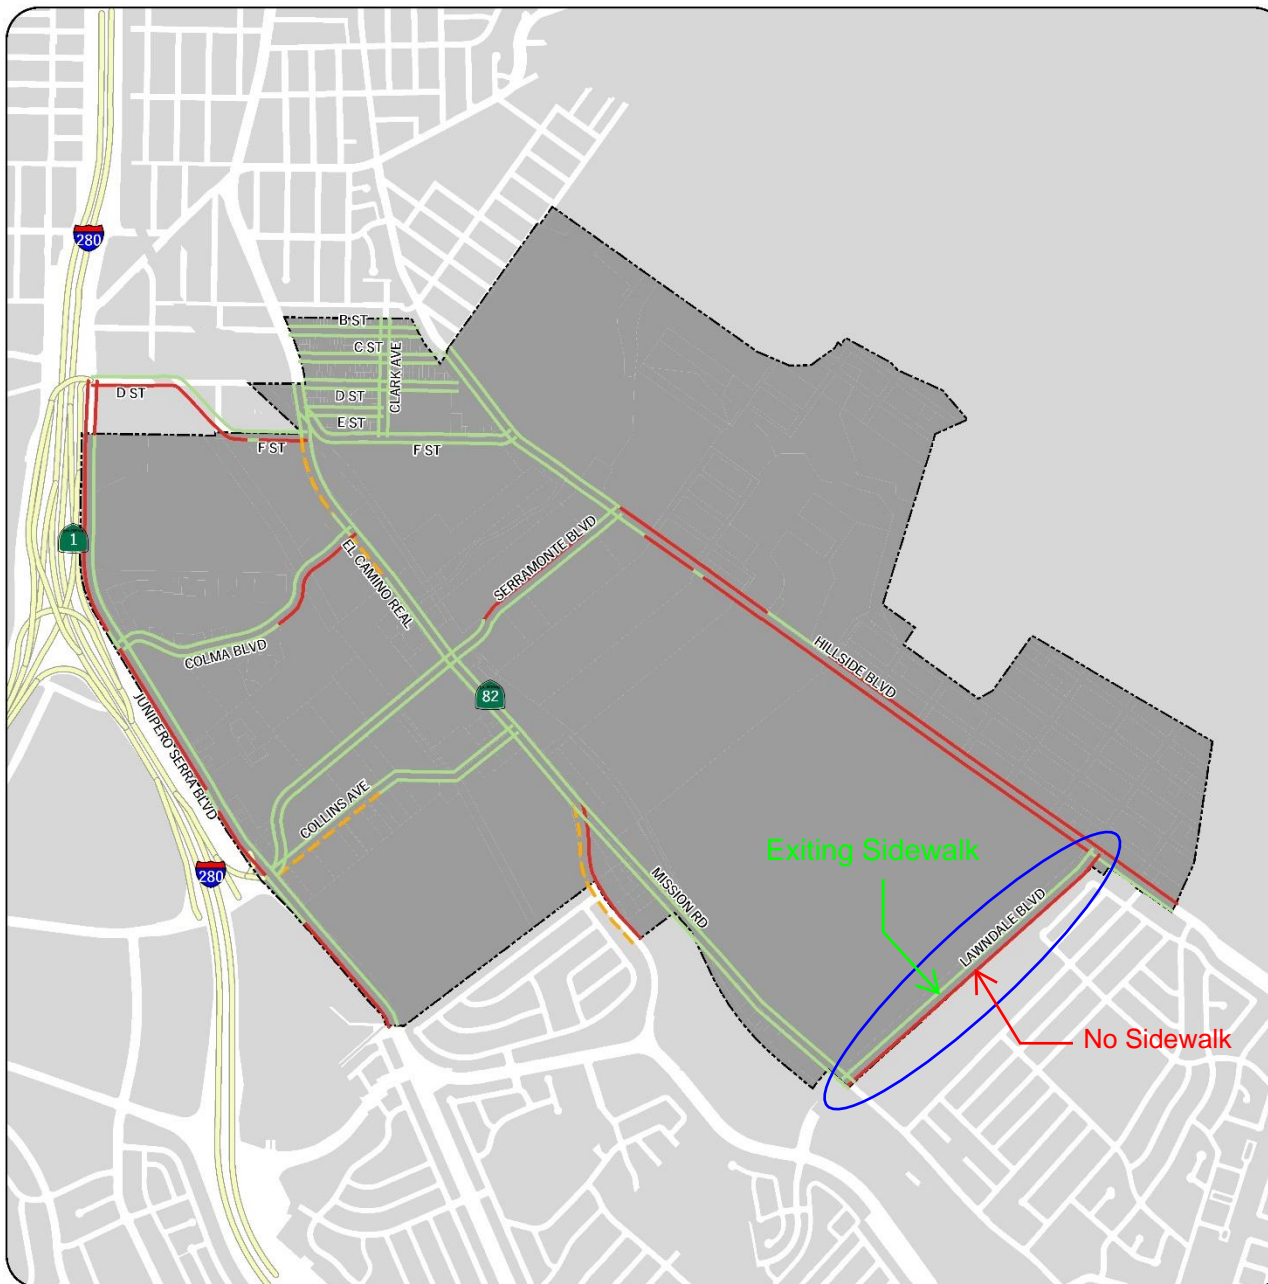 280
B ST
C ST
CLARK AVE
D ST
D ST
E ST
F ST
F ST
1
EL CAMINO REAL
SERRAMONTE BLVD
COLMA BLVD
HILLSIDE BLVD
82
JUNIPERO SERRA BLVD
COLLINS AVE
280
MISSION RD
Exiting Sidewalk
LAWNDALE BLVD
No Sidewalk